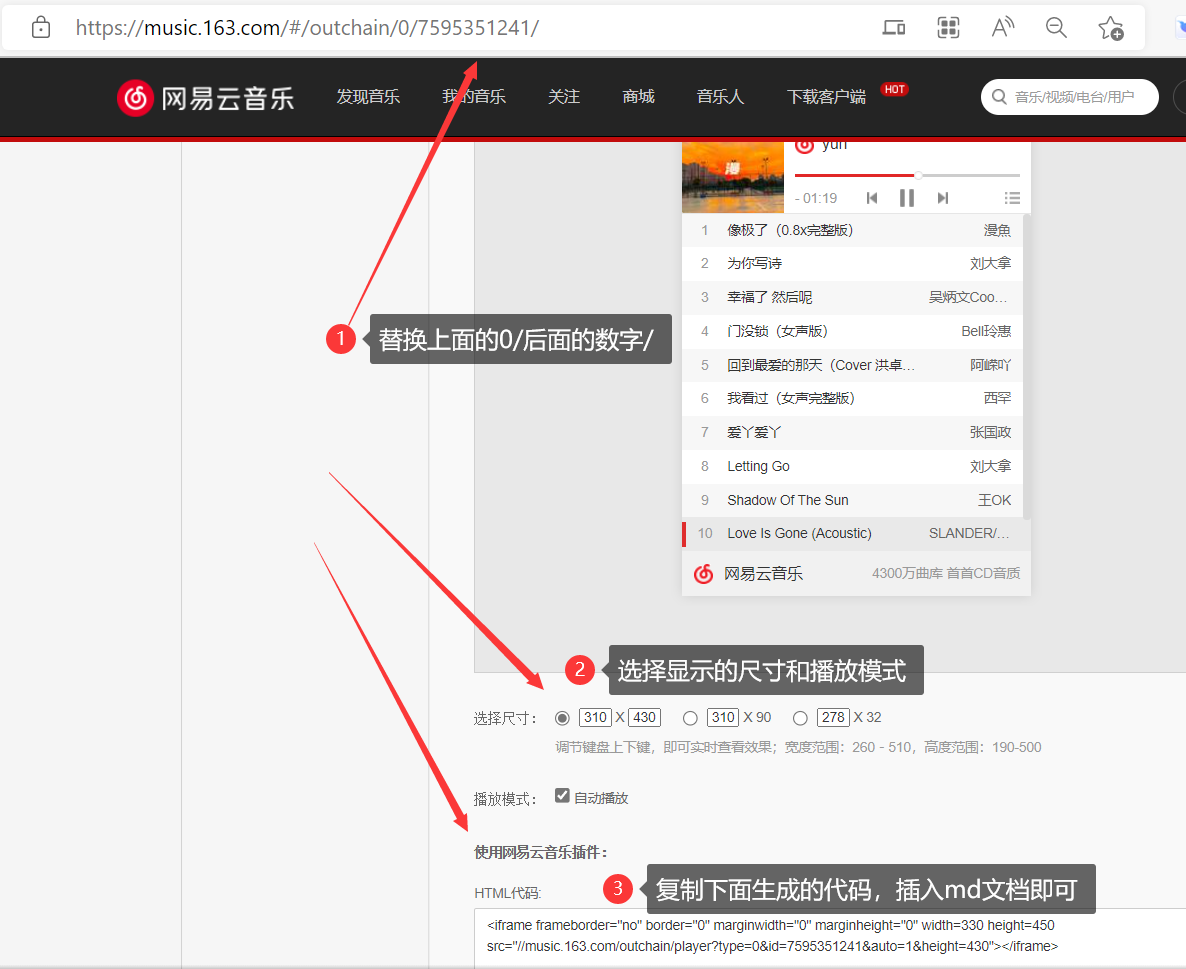 https://music.163.com/#/outchain/0/7595351241/
网易云音乐 发现音乐 我的音乐 关注 商城 音乐人 下载客户端 HOT 音乐/视频/电台/用户
yuri
- 01:19
1 像极了（0.8x完整版） 漫魚
2 为你写诗 刘大拿
3 幸福了 然后呢 吴炳文Coo...
1 替换上面的0/后面的数字/
4 门没锁（女声版） Bell玲惠
5 回到最爱的那天（Cover 洪卓... 阿嵘吖
6 我看过（女声完整版） 西罕
7 爱丫爱丫 张国政
8 Letting Go 刘大拿
9 Shadow Of The Sun 王OK
10 Love Is Gone (Acoustic) SLANDER/...
网易云音乐 4300万曲库 首首CD音质
2 选择显示的尺寸和播放模式
选择尺寸： 310 X 430 310 X 90 278 X 32
调节键盘上下键，即可实时查看效果；宽度范围：260 - 510，高度范围：190-500
播放模式： 自动播放
使用网易云音乐插件：
HTML代码:
3 复制下面生成的代码，插入md文档即可
<iframe frameborder="no" border="0" marginwidth="0" marginheight="0" width=330 height=450
src="//music.163.com/outchain/player?type=0&id=7595351241&auto=1&height=430"></iframe>